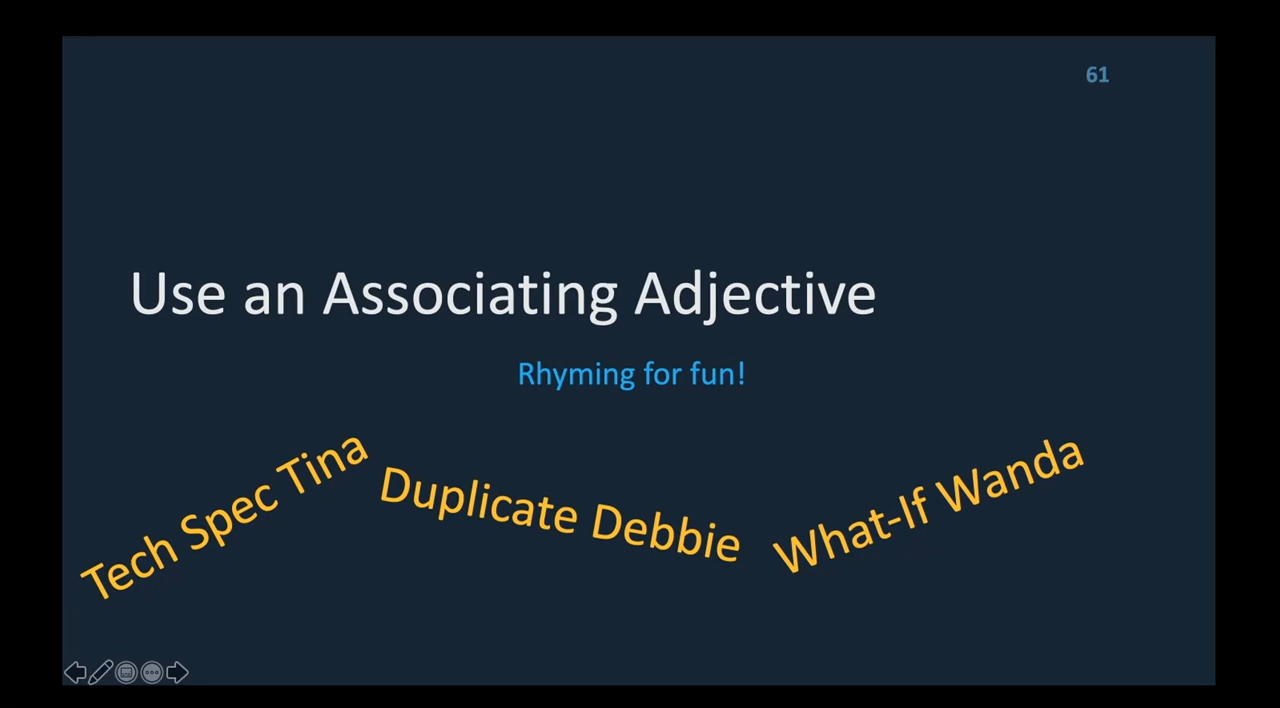 61
Use an Associating Adjective
Rhyming for fun!
Tech Spec Tina
Duplicate Debbie
What-If Wanda